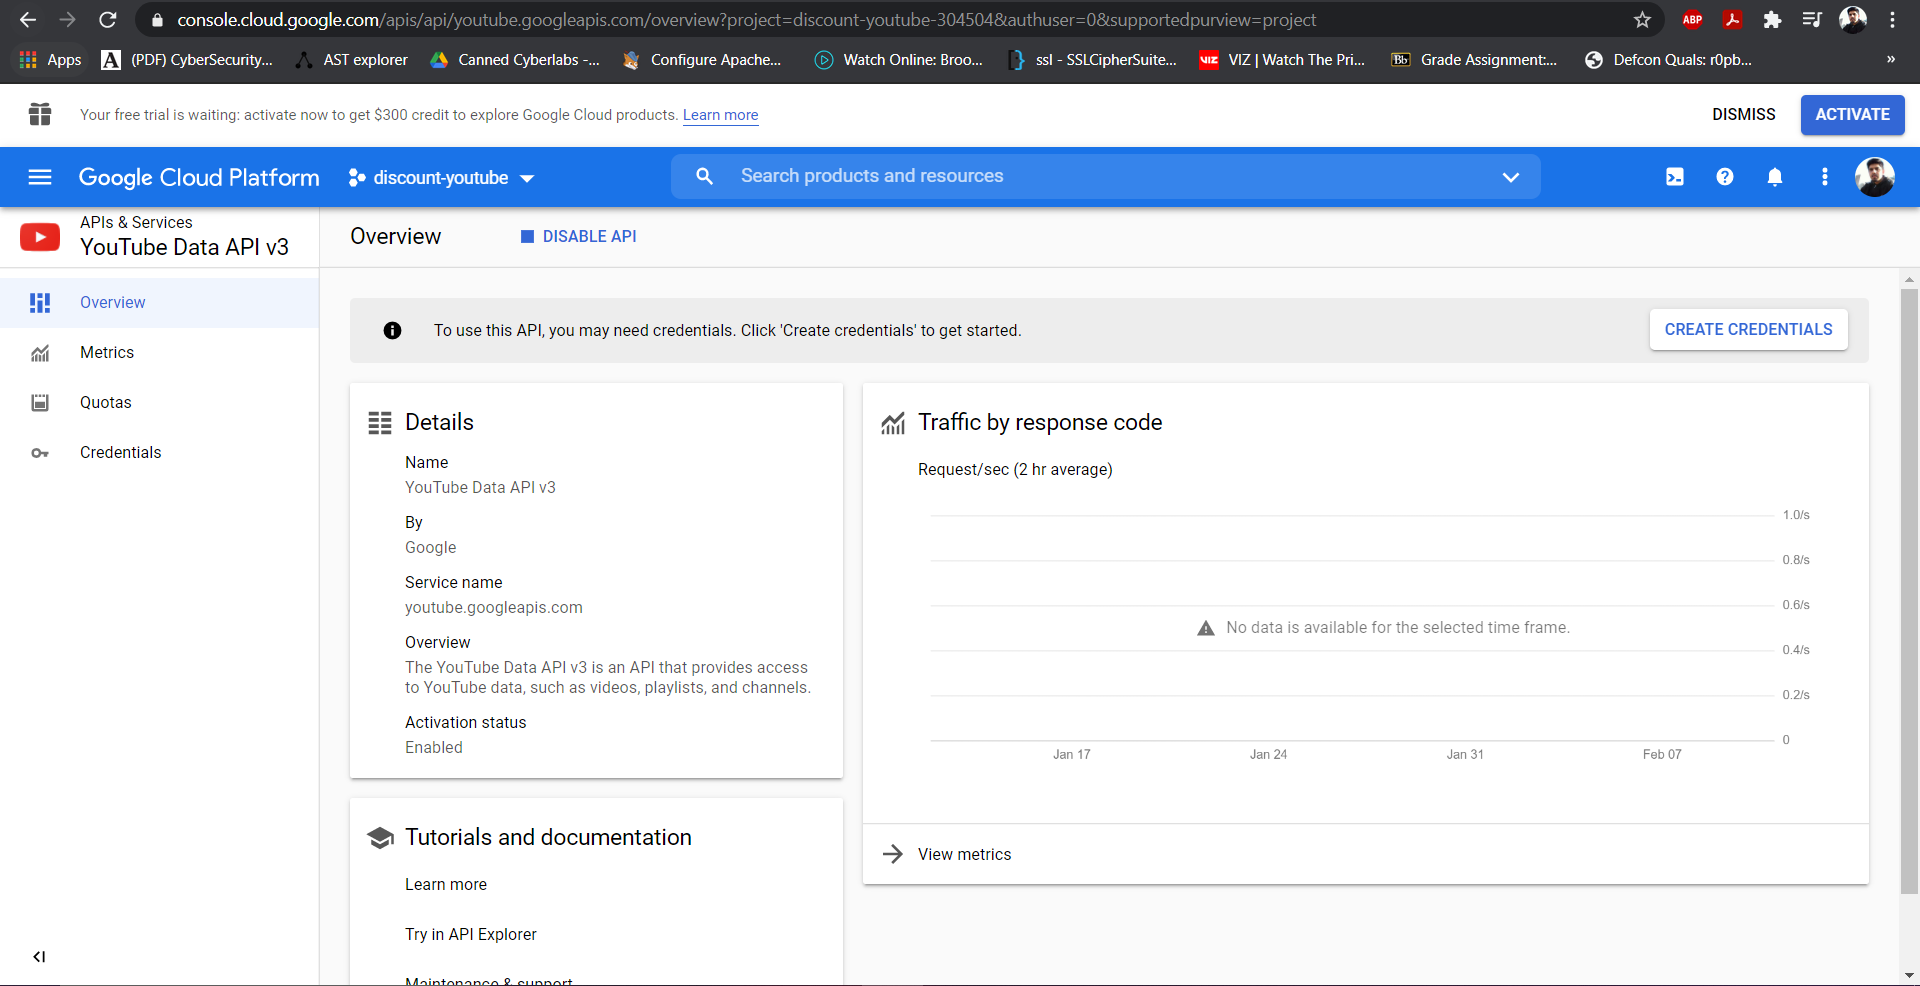 console.cloud.google.com/apis/api/youtube.googleapis.com/overview?project=discount-youtube-304504&authuser=0&supportedpurview=project
ABP
Apps
A (PDF) CyberSecurity...
AST explorer
Canned Cyberlabs -...
Configure Apache...
Watch Online: Broo...
ssl - SSLCipherSuite...
VIZ VIZ | Watch The Pri...
Bb Grade Assignment:...
Defcon Quals: r0pb...
»
Your free trial is waiting: activate now to get $300 credit to explore Google Cloud products. Learn more
DISMISS
ACTIVATE
Google Cloud Platform
discount-youtube
Search products and resources
APIs & Services
YouTube Data API v3
Overview
DISABLE API
Overview
Metrics
Quotas
Credentials
To use this API, you may need credentials. Click 'Create credentials' to get started.
CREATE CREDENTIALS
Details
Name
YouTube Data API v3
By
Google
Service name
youtube.googleapis.com
Overview
The YouTube Data API v3 is an API that provides access
to YouTube data, such as videos, playlists, and channels.
Activation status
Enabled
Tutorials and documentation
Learn more
Try in API Explorer
Maintenance & support
Traffic by response code
Request/sec (2 hr average)
1.0/s
0.8/s
0.6/s
No data is available for the selected time frame.
0.4/s
0.2/s
0
Jan 17
Jan 24
Jan 31
Feb 07
View metrics